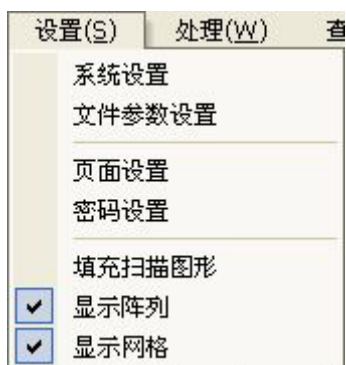 设置(S) 处理(W) 查
系统设置
文件参数设置
页面设置
密码设置
填充扫描图形
显示阵列
显示网格